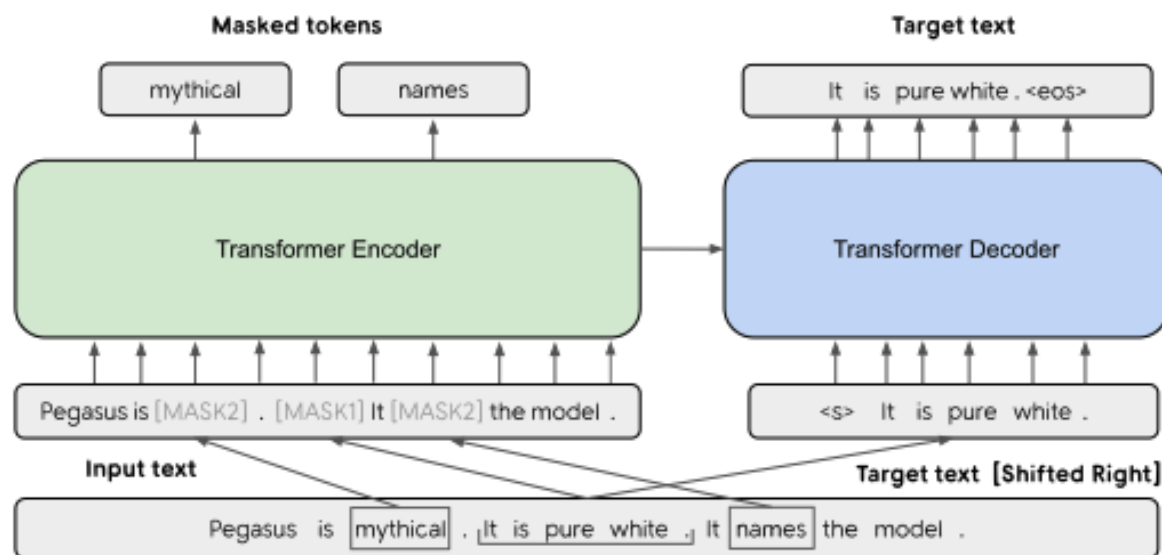 Masked tokens
Target text
mythical
names
It is pure white . <eos>
Transformer Encoder
Transformer Decoder
Pegasus is [MASK2] . [MASK1] It [MASK2] the model .
<s> It is pure white .
Input text
Target text [Shifted Right]
Pegasus is mythical . It is pure white . It names the model .